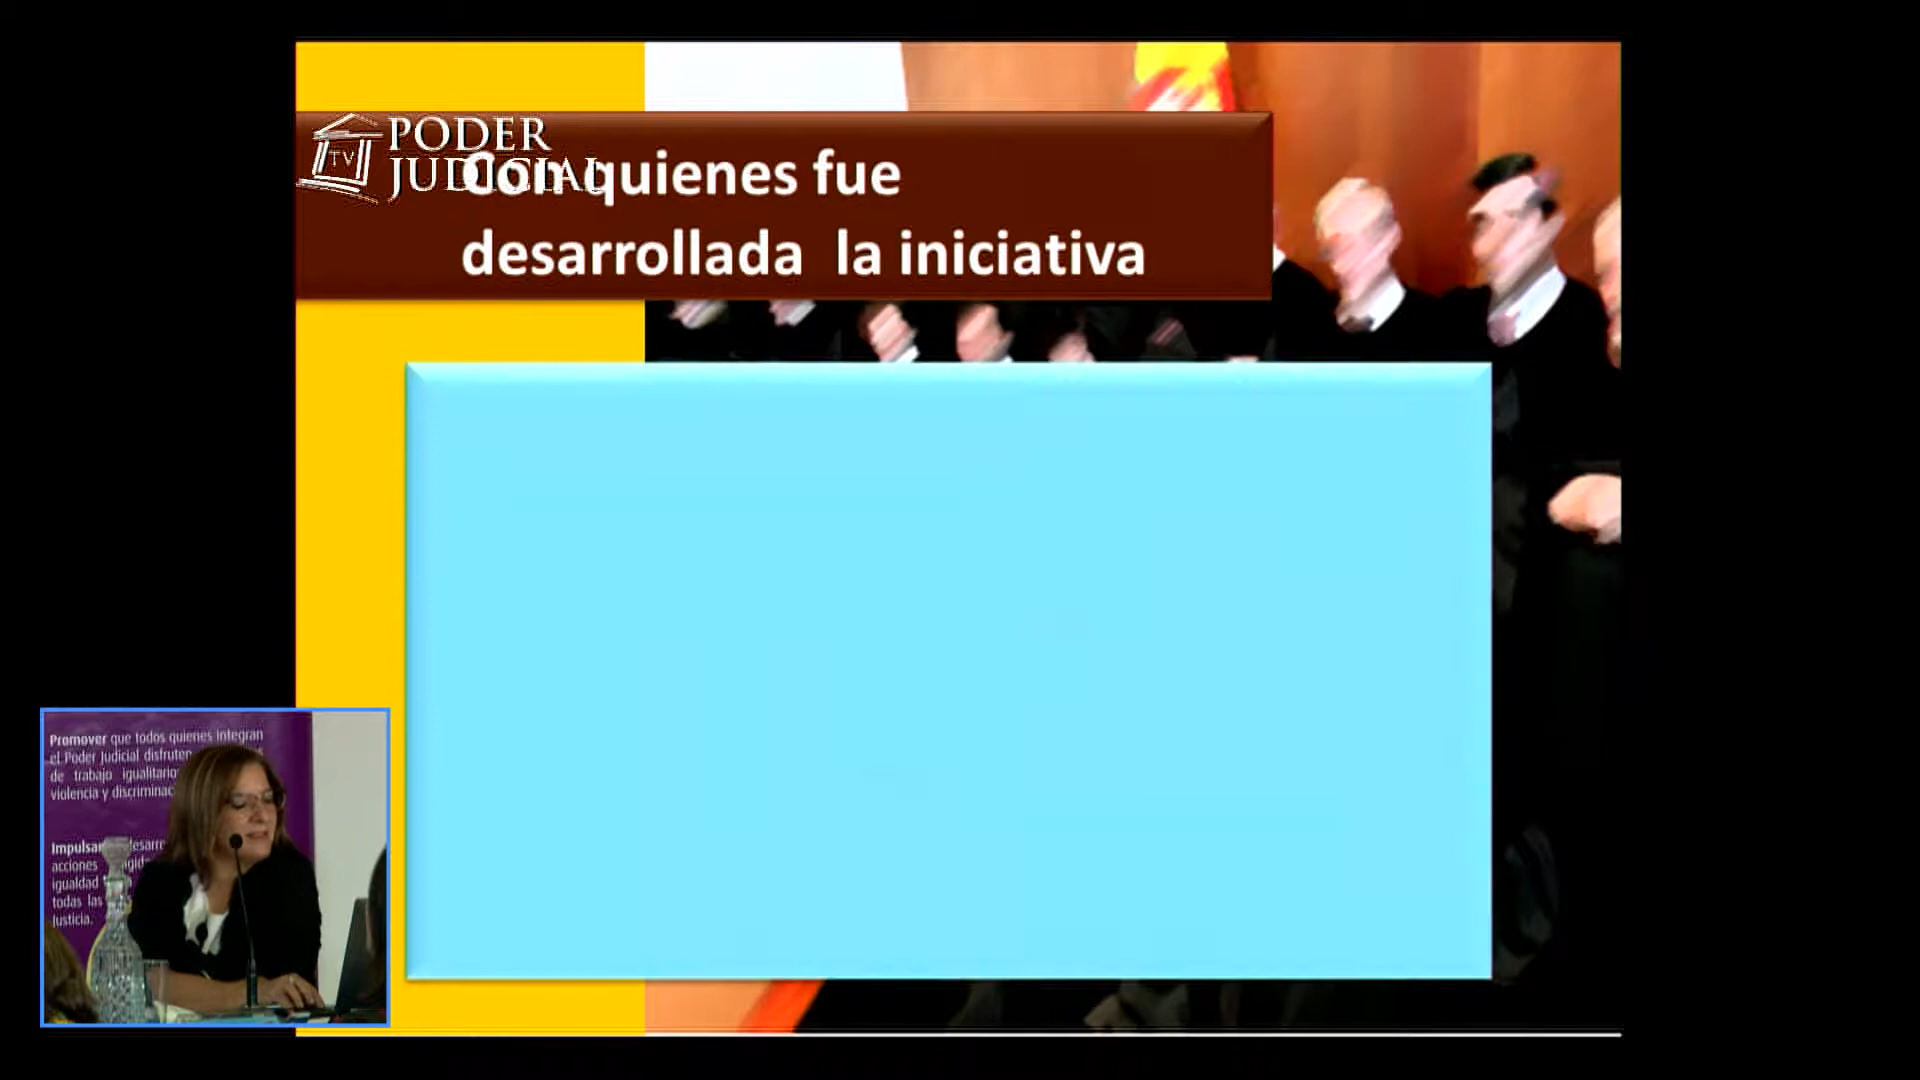 PODER
JUDICIAL
TV
Con quienes fue
desarrollada la iniciativa
Promover que todos quienes integran
el Poder Judicial disfruten
de trabajo igualitario
violencia y
Impulsar
acciones
igualdad
todas las
Justicia.